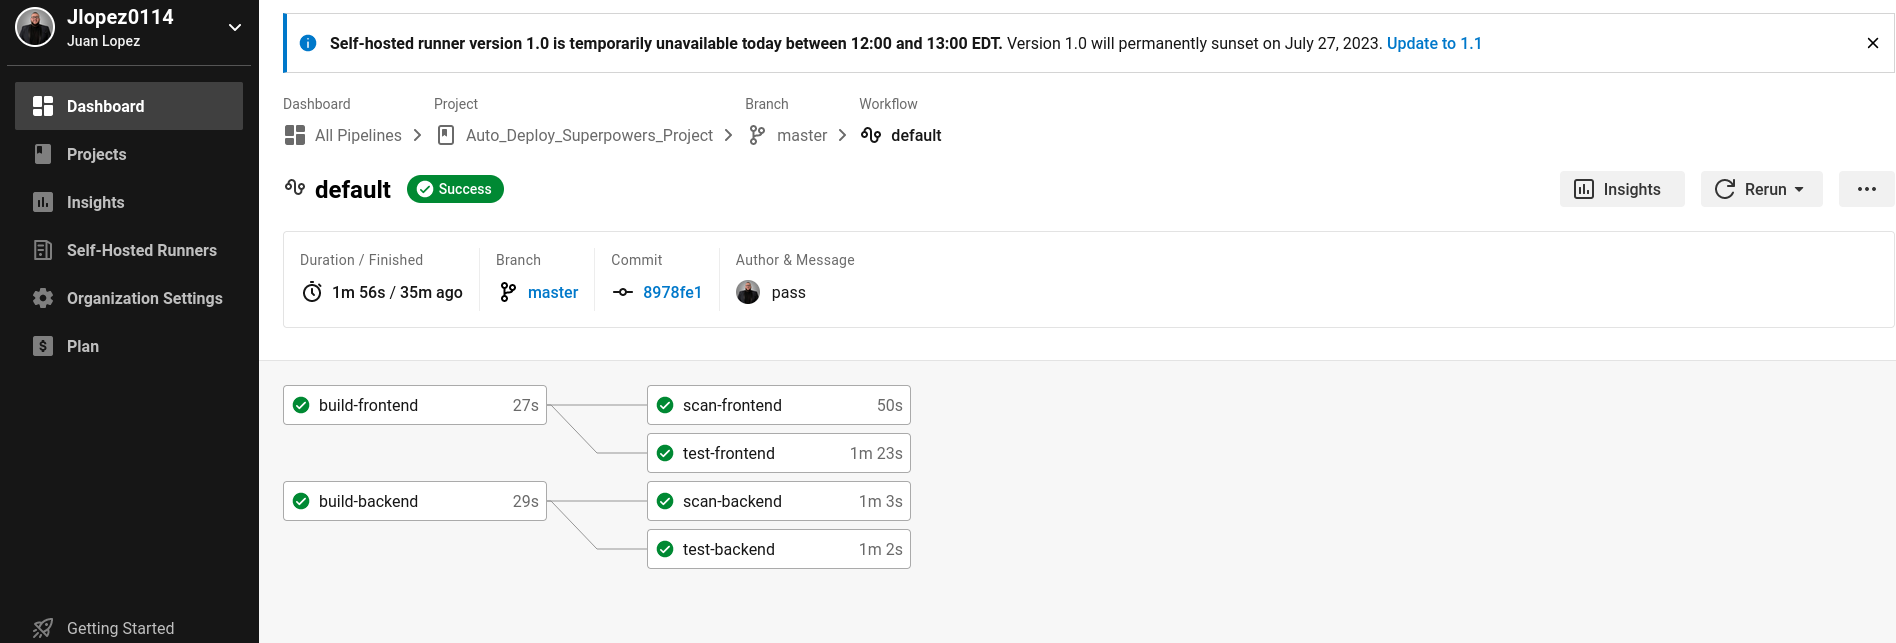 Jlopez0114
Juan Lopez
Dashboard
Projects
Insights
Self-Hosted Runners
Organization Settings
Plan
Getting Started
Self-hosted runner version 1.0 is temporarily unavailable today between 12:00 and 13:00 EDT. Version 1.0 will permanently sunset on July 27, 2023. Update to 1.1
Dashboard Project Branch Workflow
All Pipelines Auto_Deploy_Superpowers_Project master default
default Success Insights Rerun
Duration / Finished Branch Commit Author & Message
1m 56s / 35m ago master 8978fe1 pass
build-frontend 27s scan-frontend 50s
test-frontend 1m 23s
build-backend 29s scan-backend 1m 3s
test-backend 1m 2s